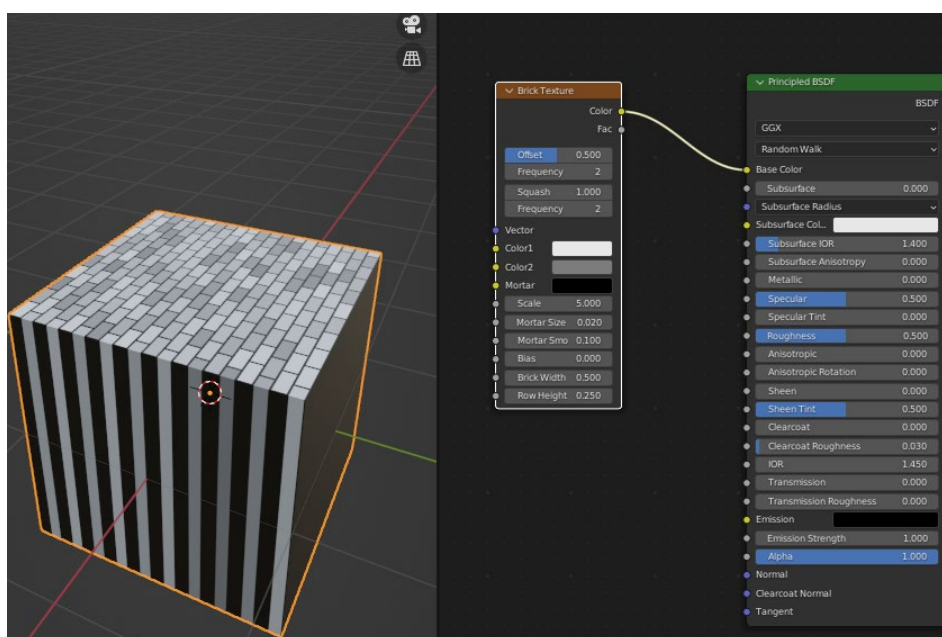 Brick Texture
Color
Fac
Offset 0.500
Frequency 2
Squash 1.000
Frequency 2
Vector
Color1
Color2
Mortar
Scale 5.000
Mortar Size 0.020
Mortar Smo 0.100
Bias 0.000
Brick Width 0.500
Row Height 0.250
Principled BSDF
BSDF
GGX
Random Walk
Base Color
Subsurface 0.000
Subsurface Radius
Subsurface Col...
Subsurface IOR 1.400
Subsurface Anisotropy 0.000
Metallic 0.000
Specular 0.500
Specular Tint 0.000
Roughness 0.500
Anisotropic 0.000
Anisotropic Rotation 0.000
Sheen 0.000
Sheen Tint 0.500
Clearcoat 0.000
Clearcoat Roughness 0.030
IOR 1.450
Transmission 0.000
Transmission Roughness 0.000
Emission
Emission Strength 1.000
Alpha 1.000
Normal
Clearcoat Normal
Tangent